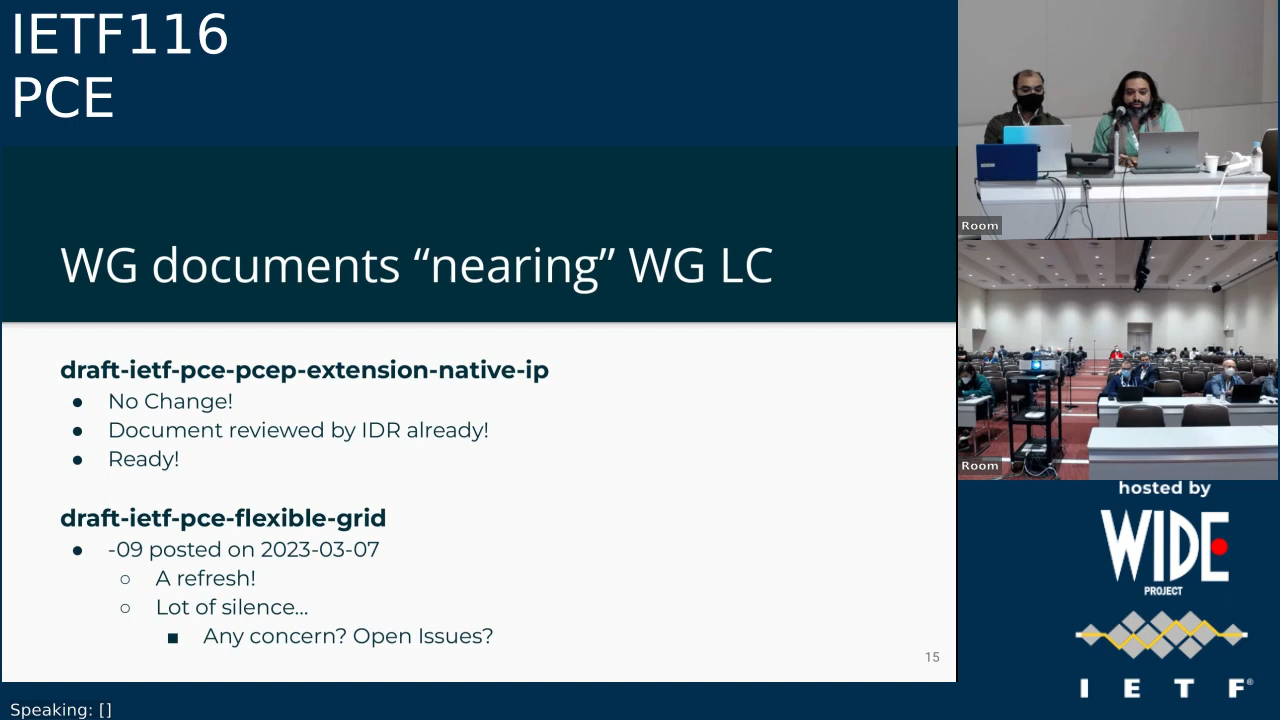 IETF116
PCE
WG documents “nearing” WG LC
draft-ietf-pce-pcep-extension-native-ip
● No Change!
● Document reviewed by IDR already!
● Ready!
draft-ietf-pce-flexible-grid
● -09 posted on 2023-03-07
○ A refresh!
○ Lot of silence...
■ Any concern? Open Issues?
15
Room
Room
hosted by
WIDE
PROJECT
I E T F®
Speaking: []